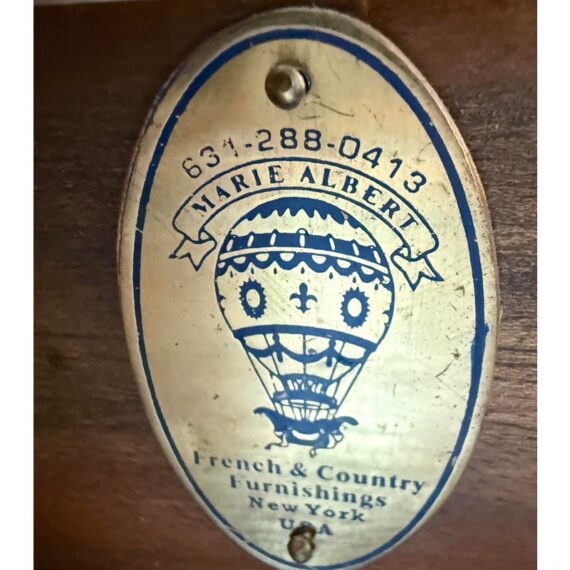 631-288-0413
MARIE ALBERT
French & Country
Furnishings
New York
USA